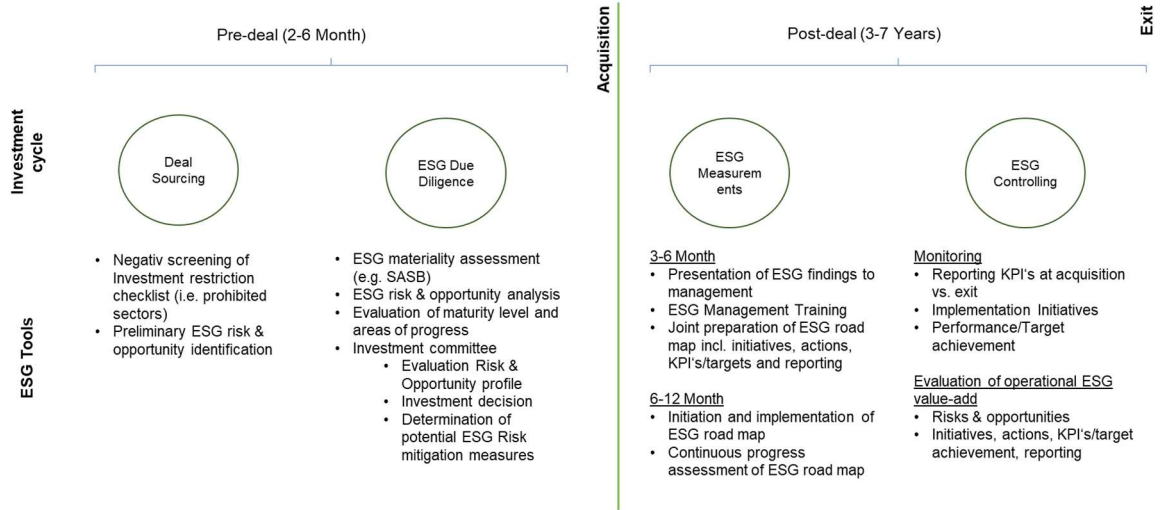 Pre-deal (2-6 Month)
Acquisition
Post-deal (3-7 Years)
Exit
Investment
cycle
Deal
Sourcing
ESG Due
Diligence
ESG
Measurem
ents
ESG
Controlling
ESG Tools
• Negativ screening of
Investment restriction
checklist (i.e. prohibited
sectors)
• Preliminary ESG risk &
opportunity identification
• ESG materiality assessment
(e.g. SASB)
• ESG risk & opportunity analysis
• Evaluation of maturity level and
areas of progress
• Investment committee
• Evaluation Risk &
Opportunity profile
• Investment decision
• Determination of
potential ESG Risk
mitigation measures
3-6 Month
• Presentation of ESG findings to
management
• ESG Management Training
• Joint preparation of ESG road
map incl. initiatives, actions,
KPI‘s/targets and reporting
6-12 Month
• Initiation and implementation of
ESG road map
• Continuous progress
assessment of ESG road map
Monitoring
• Reporting KPI‘s at acquisition
vs. exit
• Implementation Initiatives
• Performance/Target
achievement
Evaluation of operational ESG
value-add
• Risks & opportunities
• Initiatives, actions, KPI‘s/target
achievement, reporting